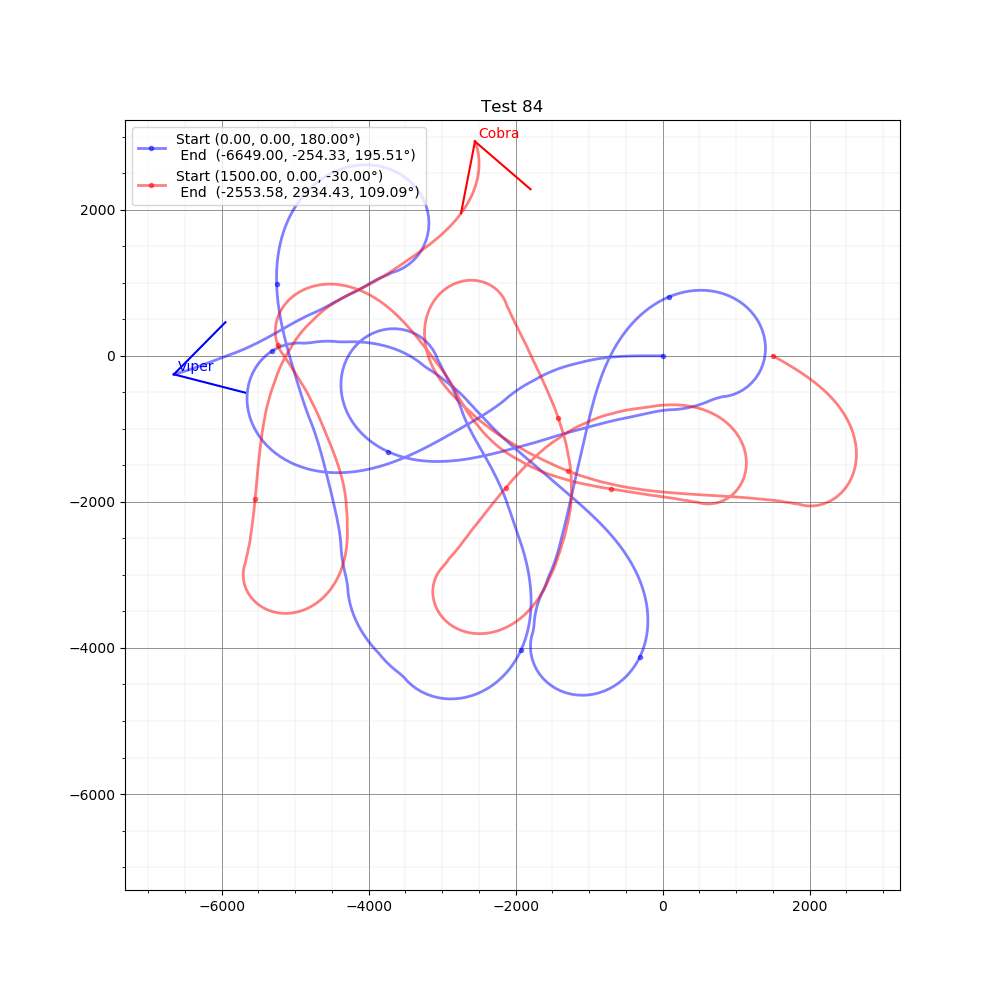 Test 84
Start (0.00, 0.00, 180.00°)
End  (-6649.00, -254.33, 195.51°)
Start (1500.00, 0.00, -30.00°)
End  (-2553.58, 2934.43, 109.09°)
Cobra
Viper
2000
0
−2000
−4000
−6000
−6000
−4000
−2000
0
2000